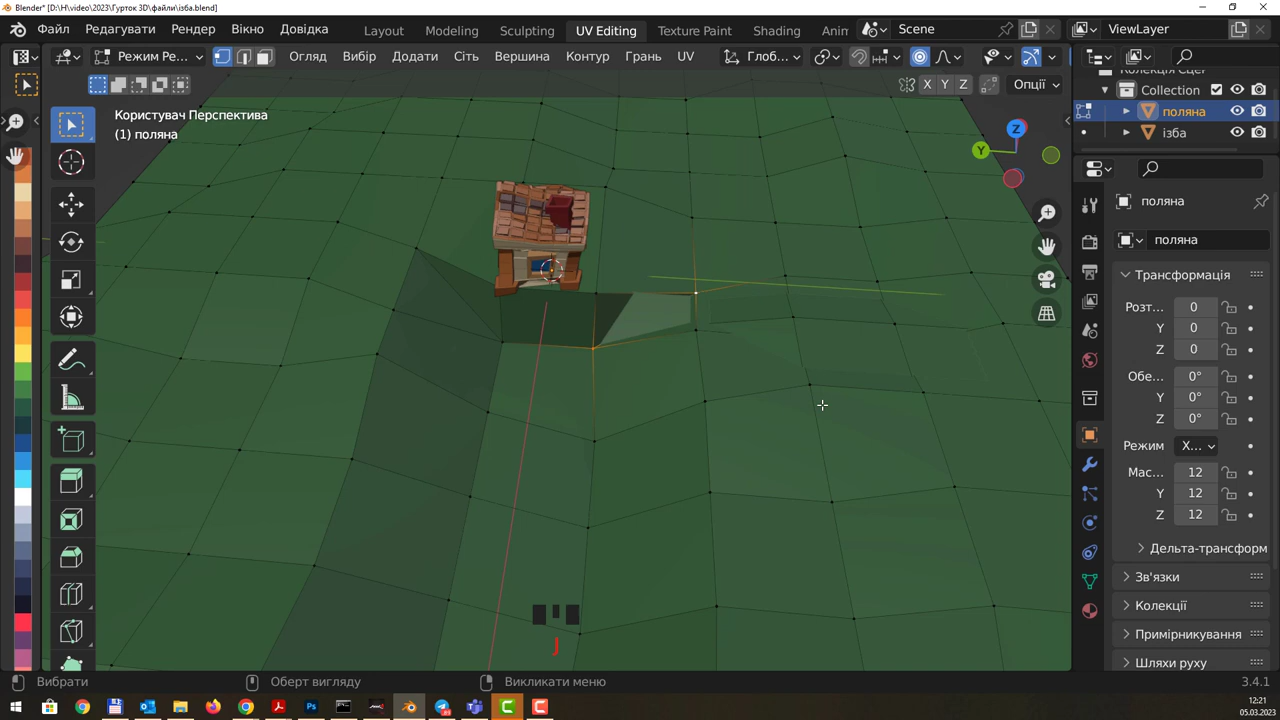 Blender* [D:\H\video\2023\Гурток 3D\файли\ізба.blend]
Файл Редагувати Рендер Вікно Довідка Layout Modeling Sculpting UV Editing Texture Paint Shading Anim Scene ViewLayer
Режим Ре... Огляд Вибір Додати Сіть Вершина Контур Грань UV Глоб...
X Y Z Опції
Користувач Перспектива
(1) поляна
Z
Y
Collection
поляна
ізба
поляна
поляна
Трансформація
Розт... 0
Y 0
Z 0
Обе... 0°
Y 0°
Z 0°
Режим X...
Мас... 12
Y 12
Z 12
Дельта-трансформ
Зв'язки
Колекції
Примірникування
Шляхи руху
J
Вибрати Оберт вигляду Викликати меню 3.4.1
12:21
05.03.2023